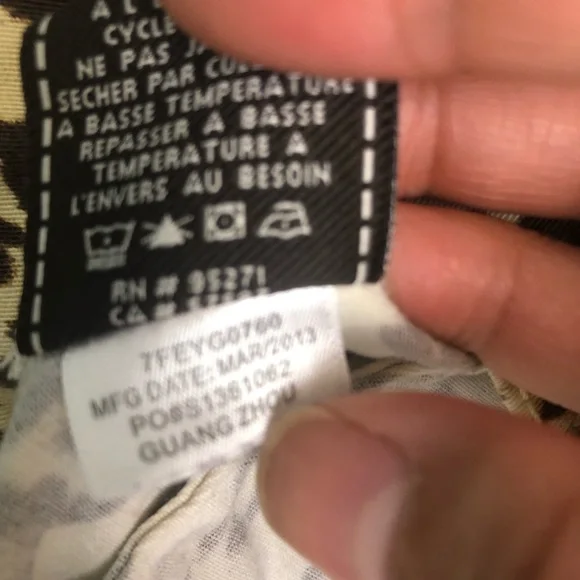 À L'
CYCLE
NE PAS
SECHER PAR
A BASSE TEMPERATURE
REPASSER A BASSE
TEMPERATURE A
L'ENVERS AU BESOIN
RN # 95271
CA #
7FEYG0760
MFG DATE: MAR/2013
PO#S1361062
GUANG ZHOU